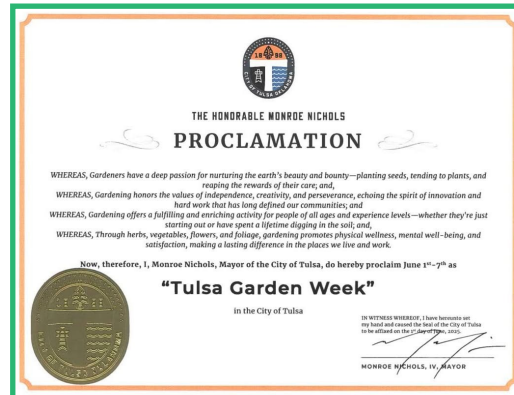 1898
CITY OF TULSA OKLAHOMA
THE HONORABLE MONROE NICHOLS
PROCLAMATION
WHEREAS, Gardeners have a deep passion for nurturing the earth's beauty and bounty—planting seeds, tending to plants, and
reaping the rewards of their care; and,
WHEREAS, Gardening honors the values of independence, creativity, and perseverance, echoing the spirit of innovation and
hard work that has long defined our communities; and
WHEREAS, Gardening offers a fulfilling and enriching activity for people of all ages and experience levels—whether they're just
starting out or have spent a lifetime digging in the soil; and,
WHEREAS, Through herbs, vegetables, flowers, and foliage, gardening promotes physical wellness, mental well-being, and
satisfaction, making a lasting difference in the places we live and work.
Now, therefore, I, Monroe Nichols, Mayor of the City of Tulsa, do hereby proclaim June 1st-7th as
"Tulsa Garden Week"
in the City of Tulsa
IN WITNESS WHEREOF, I have hereunto set
my hand and caused the Seal of the City of Tulsa
to be affixed on the 1st day of June, 2025.
MONROE NICHOLS, IV, MAYOR